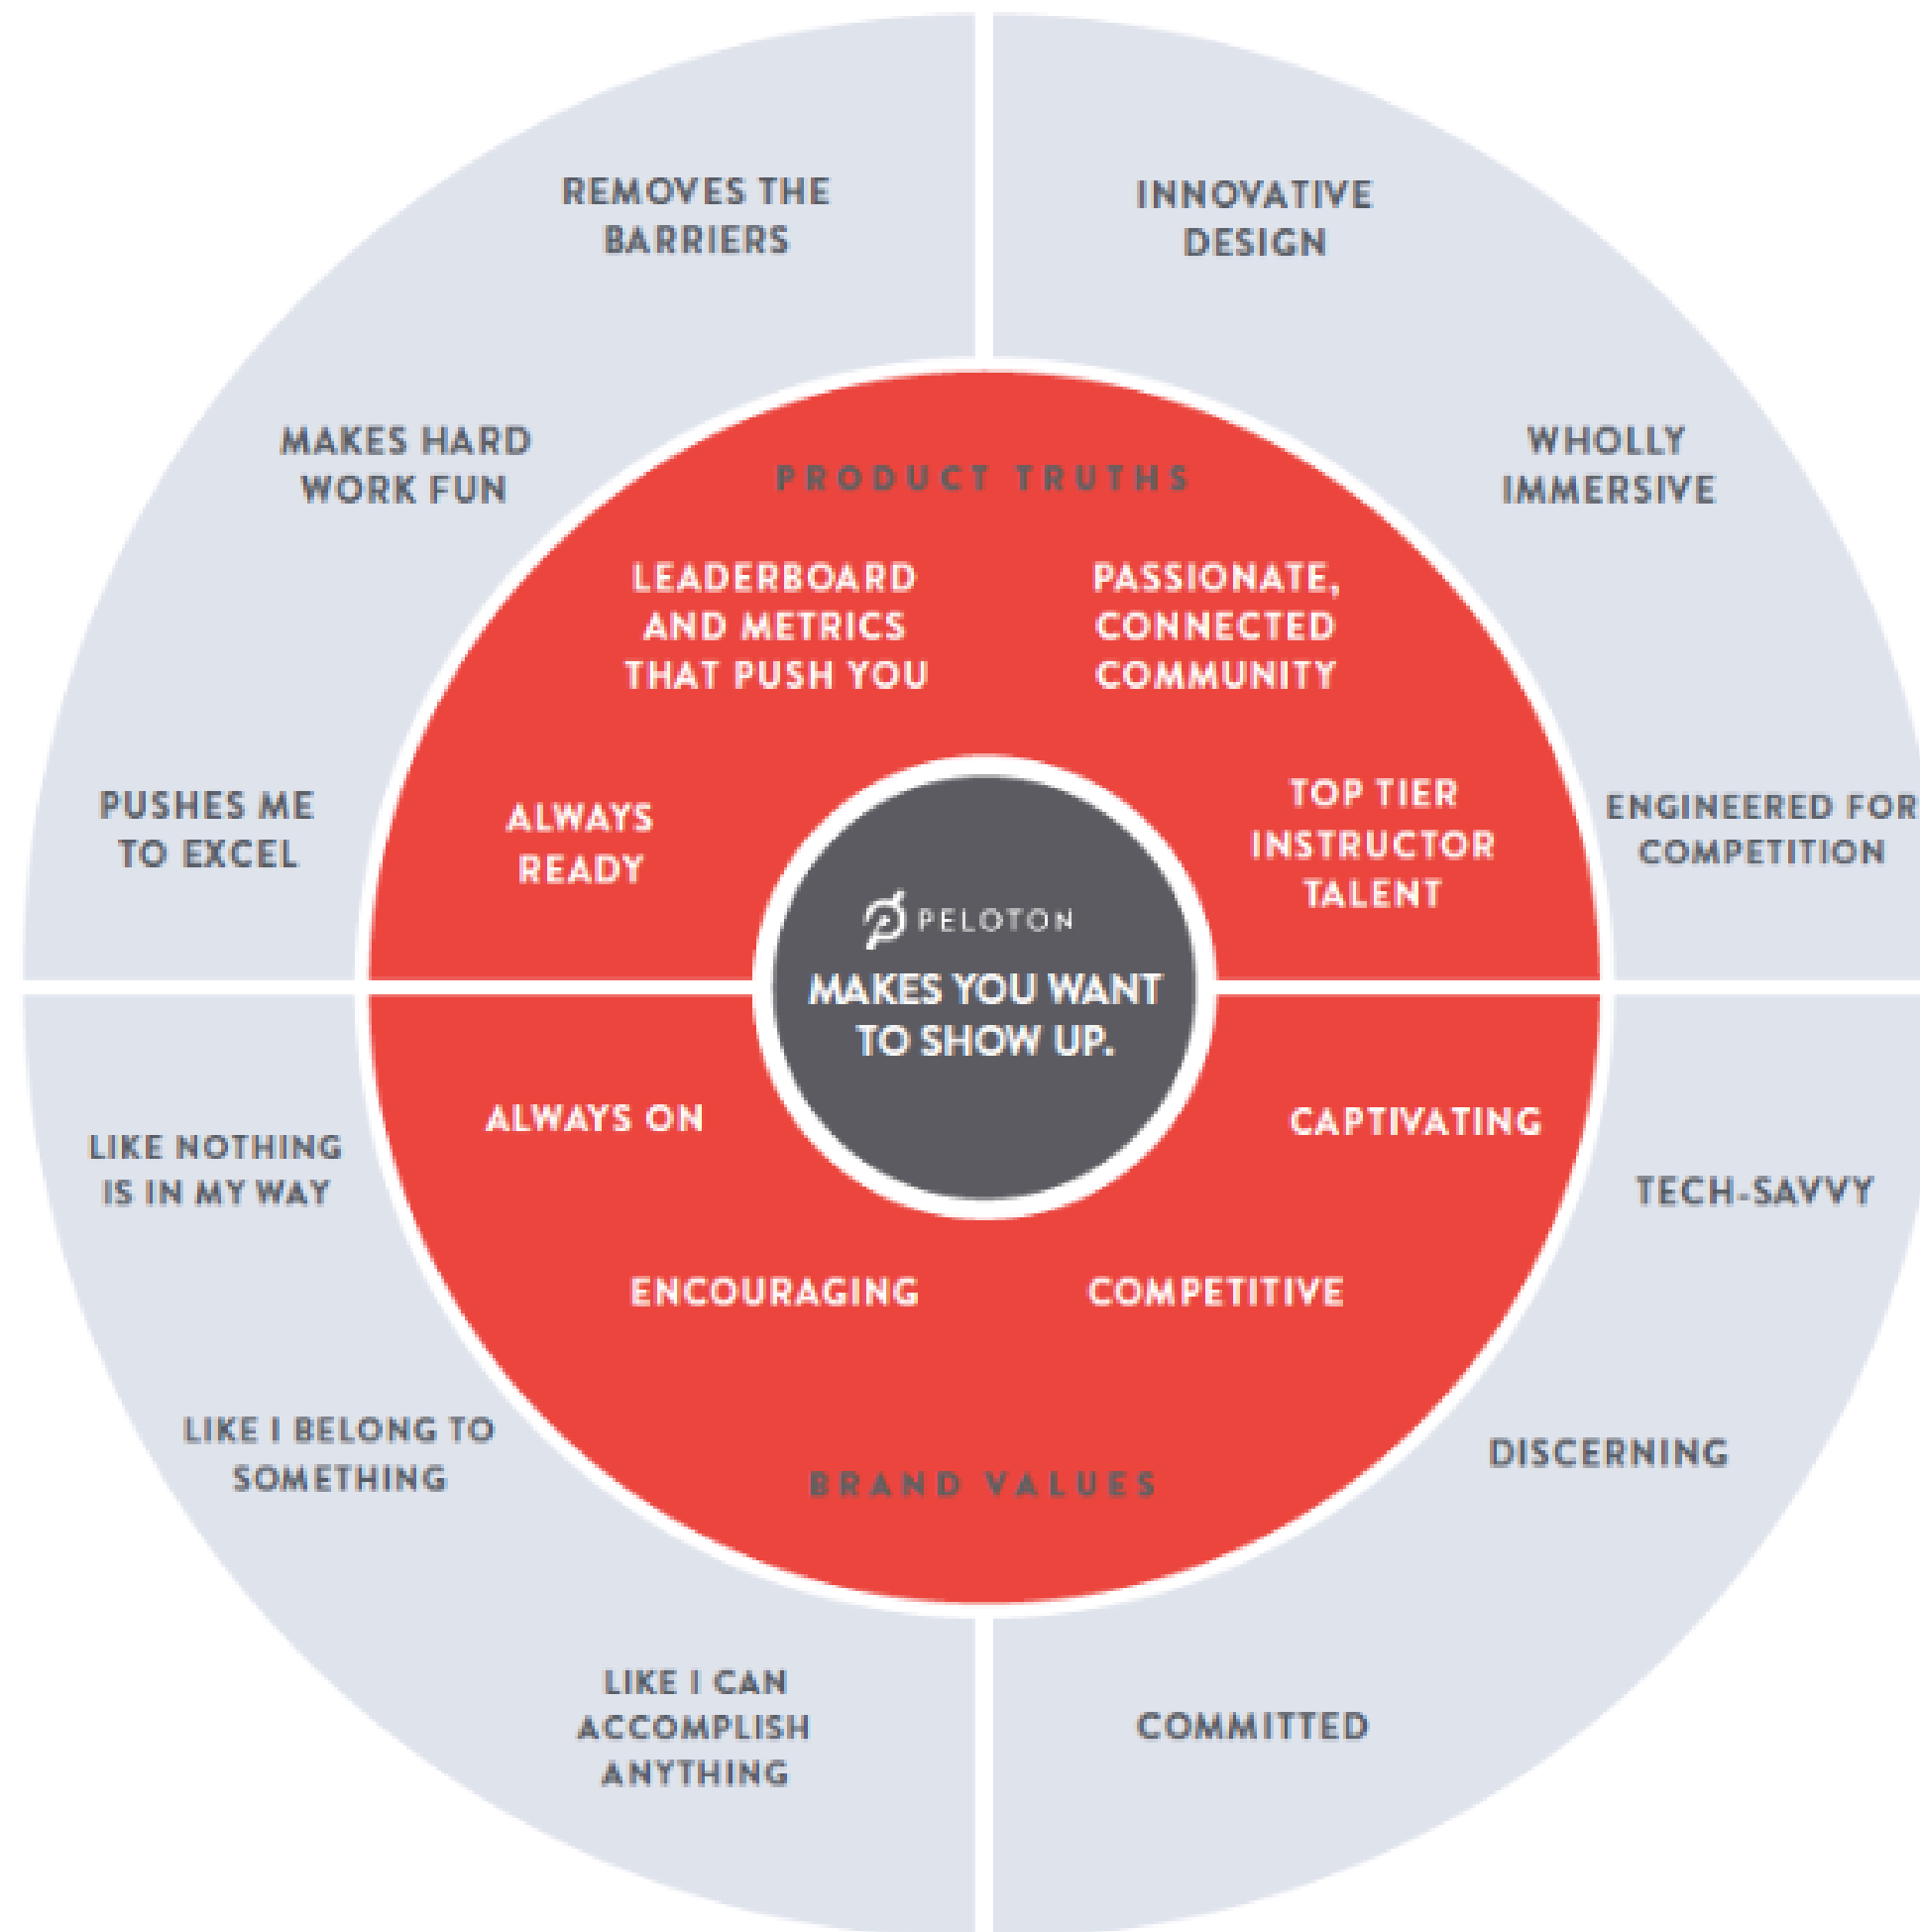 REMOVES THE
BARRIERS
INNOVATIVE
DESIGN
MAKES HARD
WORK FUN
WHOLLY
IMMERSIVE
PUSHES ME
TO EXCEL
ENGINEERED FOR
COMPETITION
PRODUCT TRUTHS
LEADERBOARD
AND METRICS
THAT PUSH YOU
PASSIONATE,
CONNECTED
COMMUNITY
ALWAYS
READY
TOP TIER
INSTRUCTOR
TALENT
PELOTON
MAKES YOU WANT
TO SHOW UP.
ALWAYS ON
CAPTIVATING
ENCOURAGING
COMPETITIVE
BRAND VALUES
LIKE NOTHING
IS IN MY WAY
TECH-SAVVY
LIKE I BELONG TO
SOMETHING
DISCERNING
LIKE I CAN
ACCOMPLISH
ANYTHING
COMMITTED